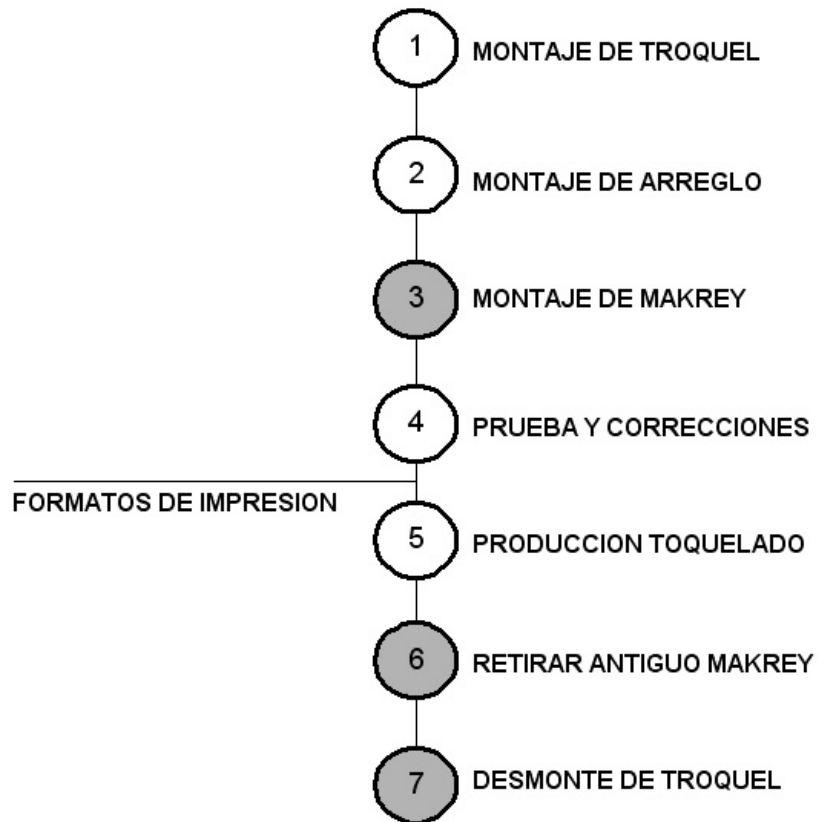 1 MONTAJE DE TROQUEL
2 MONTAJE DE ARREGLO
3 MONTAJE DE MAKREY
4 PRUEBA Y CORRECCIONES
FORMATOS DE IMPRESION
5 PRODUCCION TOQUELADO
6 RETIRAR ANTIGUO MAKREY
7 DESMONTE DE TROQUEL